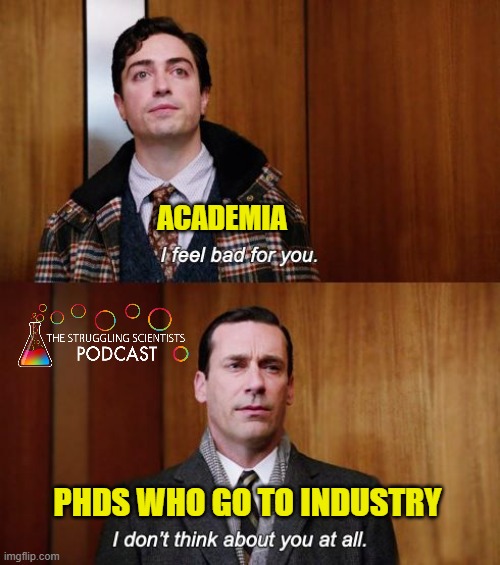 ACADEMIA
I feel bad for you.
THE STRUGGLING SCIENTISTS
PODCAST
PHDS WHO GO TO INDUSTRY
I don't think about you at all.
imgflip.com